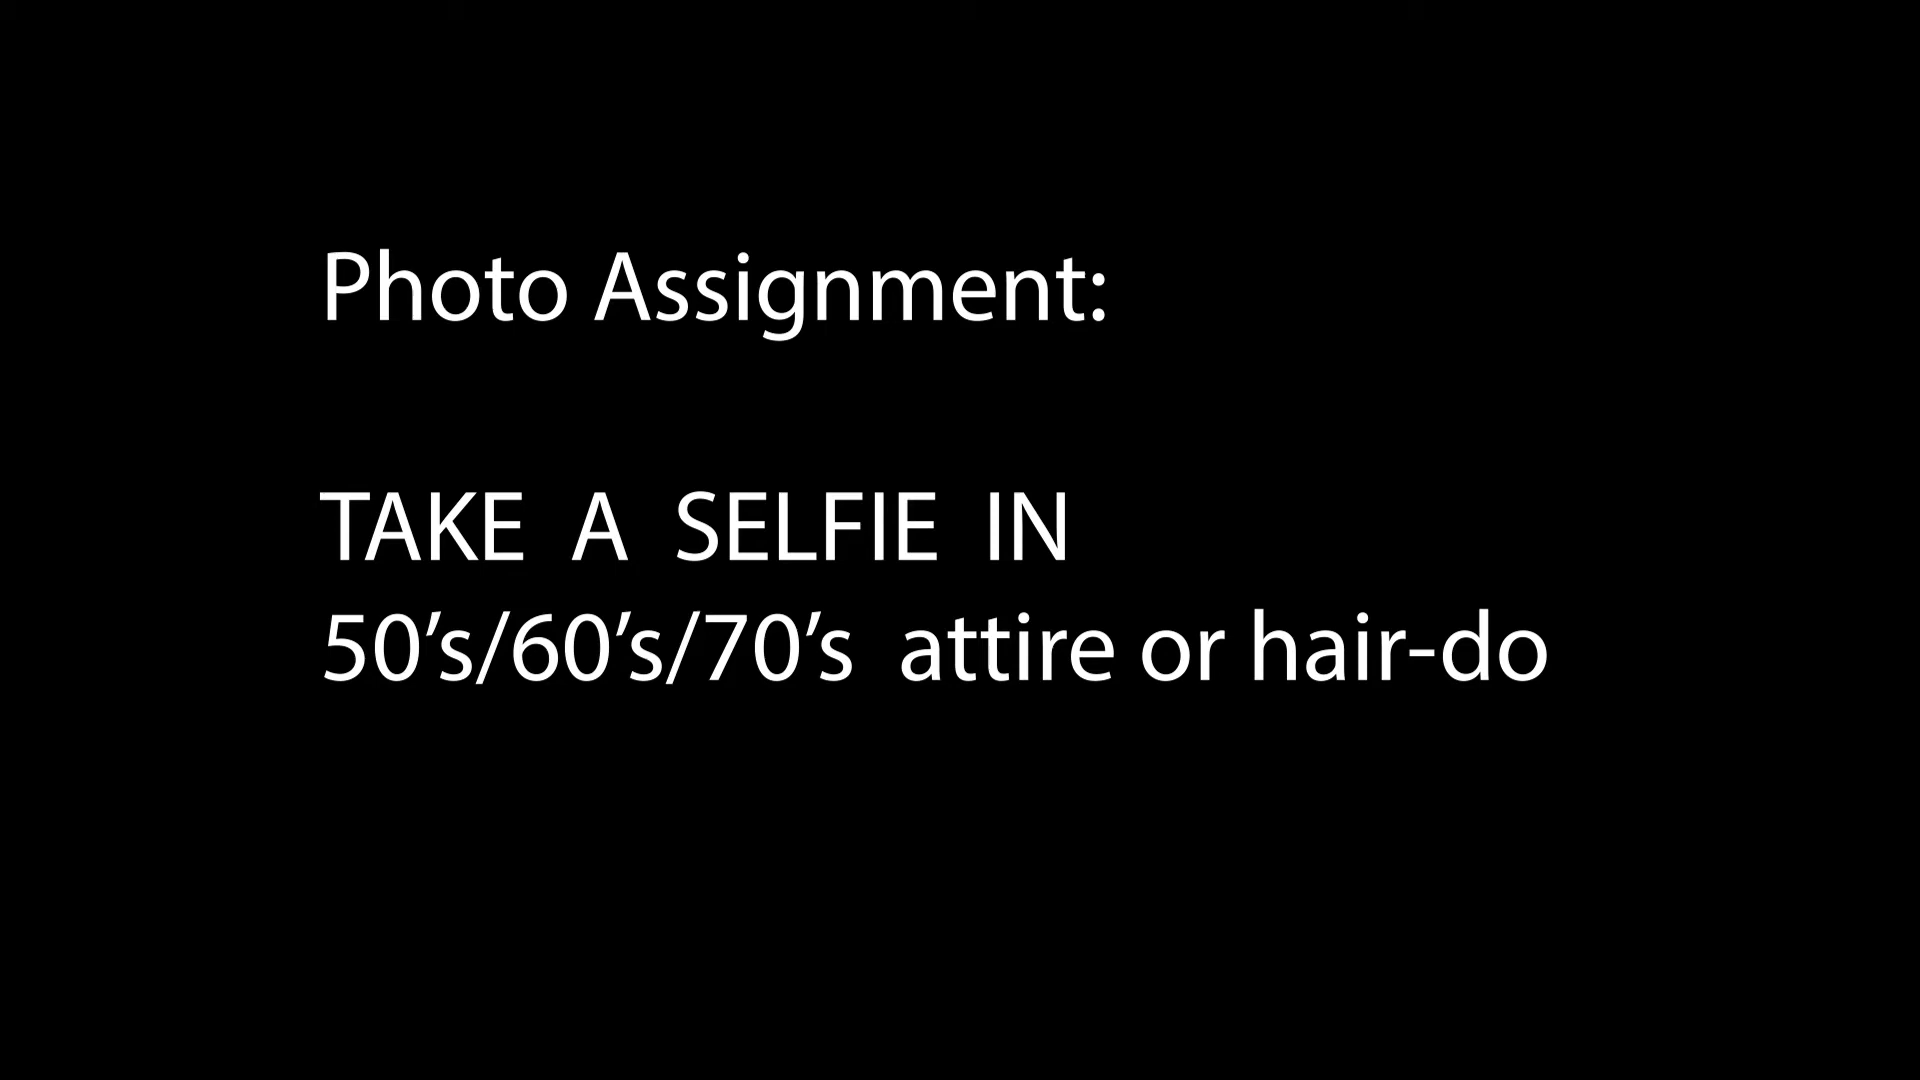 Photo Assignment:
TAKE A SELFIE IN
50’s/60’s/70’s attire or hair-do